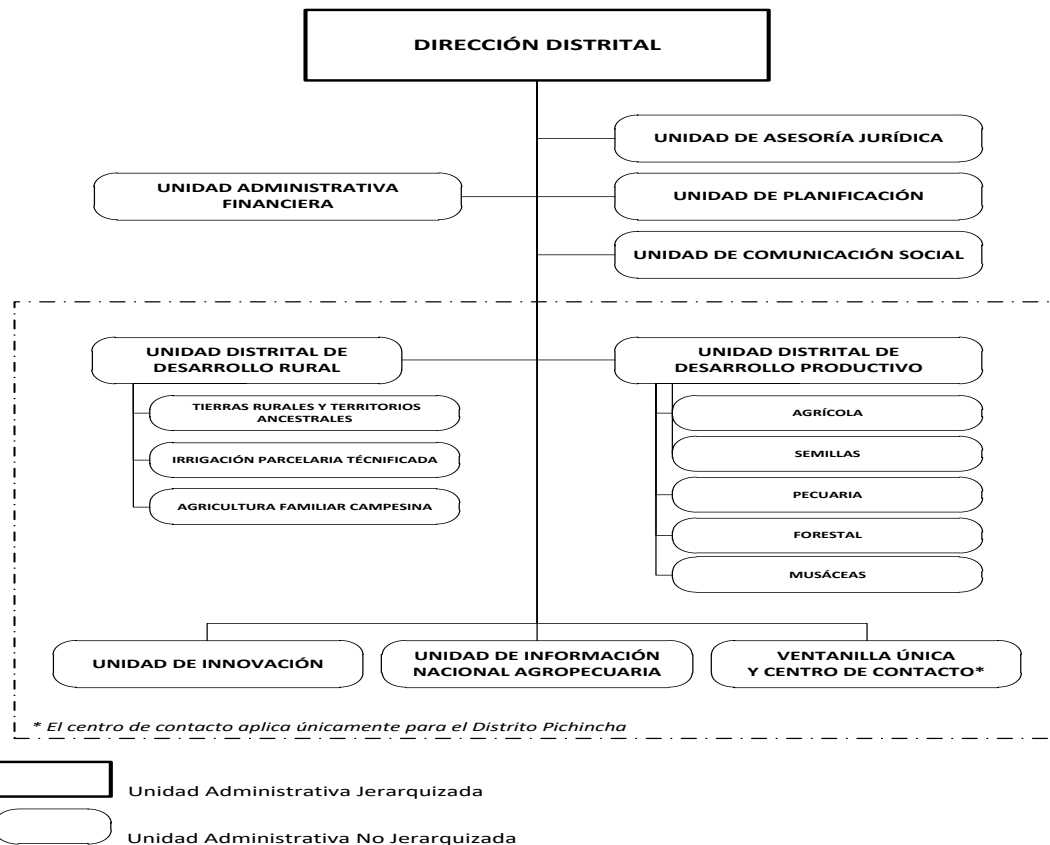 DIRECCIÓN DISTRITAL
UNIDAD DE ASESORÍA JURÍDICA
UNIDAD ADMINISTRATIVA
FINANCIERA
UNIDAD DE PLANIFICACIÓN
UNIDAD DE COMUNICACIÓN SOCIAL
UNIDAD DISTRITAL DE
DESARROLLO RURAL
TIERRAS RURALES Y TERRITORIOS
ANCESTRALES
IRRIGACIÓN PARCELARIA TÉCNIFICADA
AGRICULTURA FAMILIAR CAMPESINA
UNIDAD DISTRITAL DE
DESARROLLO PRODUCTIVO
AGRÍCOLA
SEMILLAS
PECUARIA
FORESTAL
MUSÁCEAS
UNIDAD DE INNOVACIÓN
UNIDAD DE INFORMACIÓN
NACIONAL AGROPECUARIA
VENTANILLA ÚNICA
Y CENTRO DE CONTACTO*
* El centro de contacto aplica únicamente para el Distrito Pichincha
Unidad Administrativa Jerarquizada
Unidad Administrativa No Jerarquizada